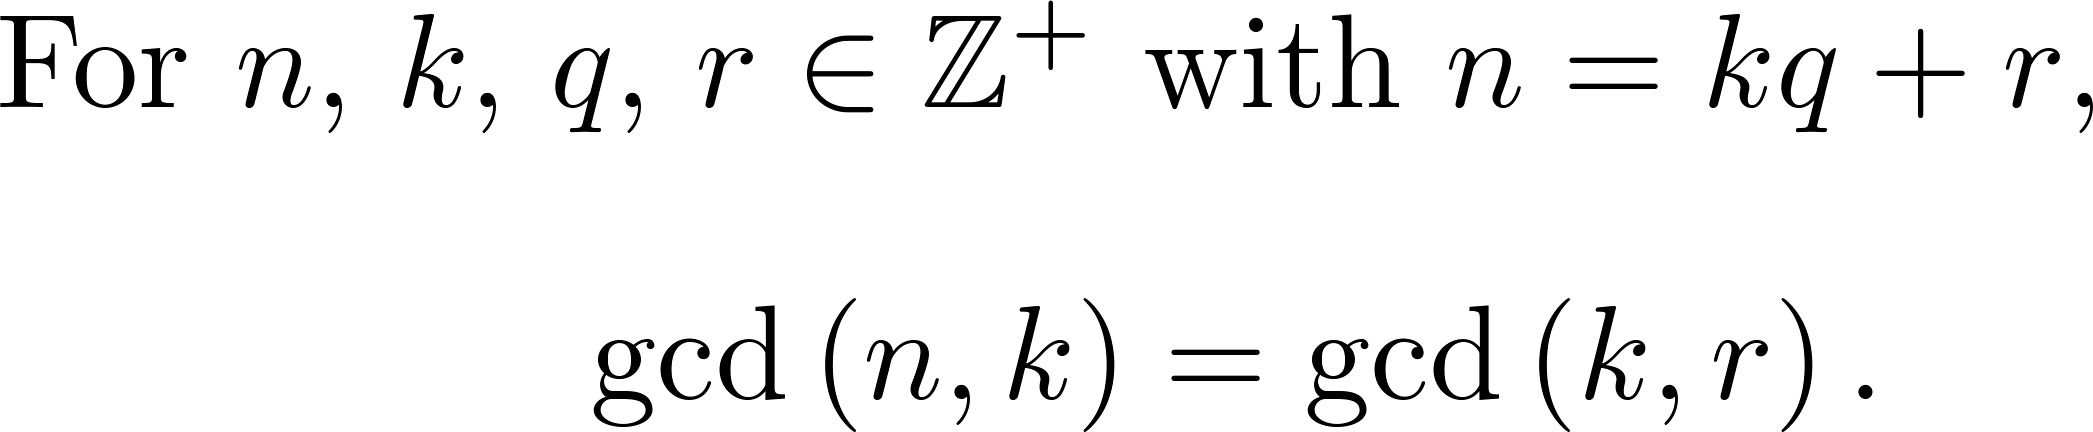 For n, k, q, r ∈ ℤ⁺ with n = kq + r,
gcd (n, k) = gcd (k, r) .